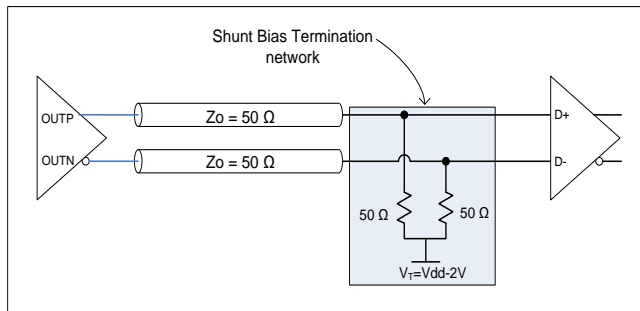 Shunt Bias Termination
network
OUTP
Zo = 50 Ω
D+
OUTN
Zo = 50 Ω
D-
50 Ω
50 Ω
VT=Vdd-2V